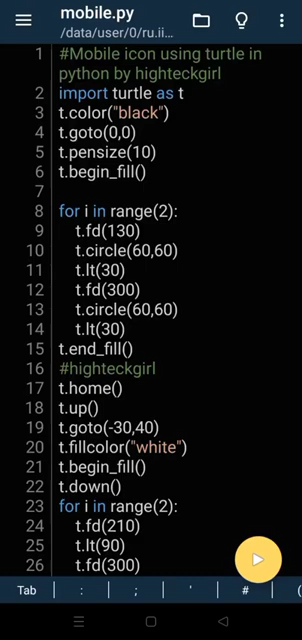 mobile.py
/data/user/0/ru.ii…
1 #Mobile icon using turtle in
python by highteckgirl
2 import turtle as t
3 t.color("black")
4 t.goto(0,0)
5 t.pensize(10)
6 t.begin_fill()
7
8 for i in range(2):
9 t.fd(130)
10 t.circle(60,60)
11 t.lt(30)
12 t.fd(300)
13 t.circle(60,60)
14 t.lt(30)
15 t.end_fill()
16 #highteckgirl
17 t.home()
18 t.up()
19 t.goto(-30,40)
20 t.fillcolor("white")
21 t.begin_fill()
22 t.down()
23 for i in range(2):
24 t.fd(210)
25 t.lt(90)
26 t.fd(300)
Tab : ; ' # (